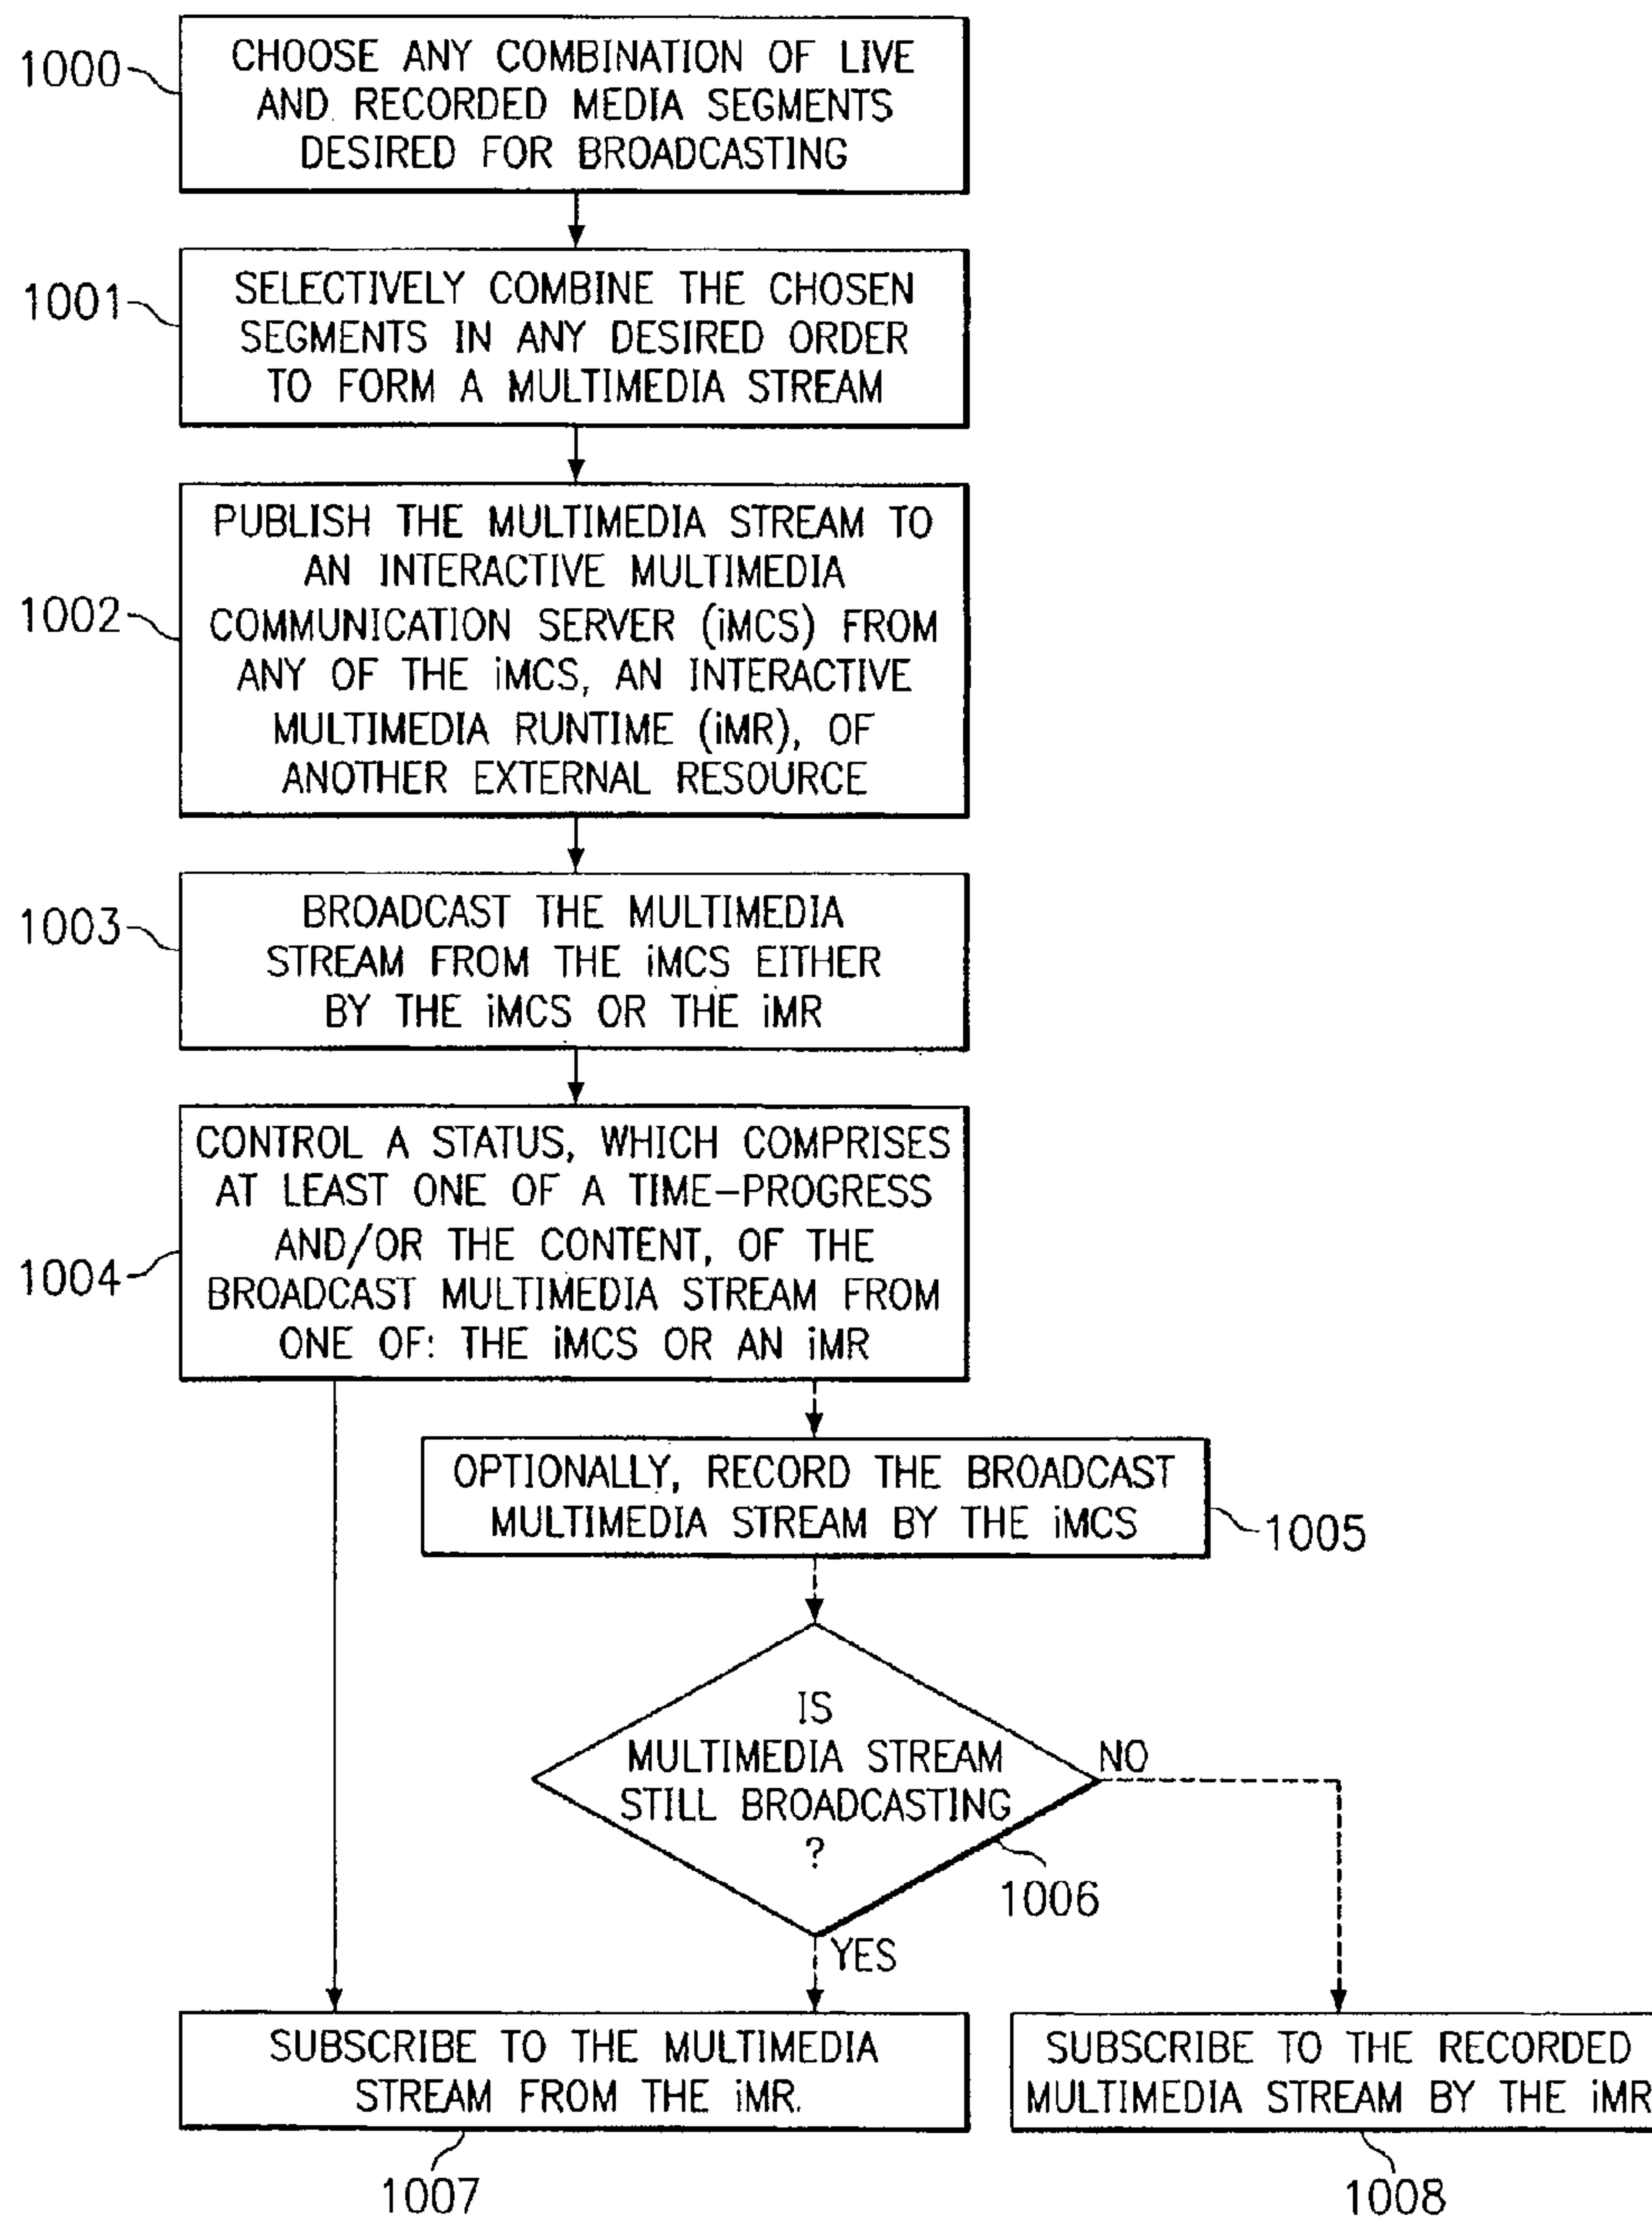 1000
CHOOSE ANY COMBINATION OF LIVE
AND RECORDED MEDIA SEGMENTS
DESIRED FOR BROADCASTING
1001
SELECTIVELY COMBINE THE CHOSEN
SEGMENTS IN ANY DESIRED ORDER
TO FORM A MULTIMEDIA STREAM
1002
PUBLISH THE MULTIMEDIA STREAM TO
AN INTERACTIVE MULTIMEDIA
COMMUNICATION SERVER (iMCS) FROM
ANY OF THE iMCS, AN INTERACTIVE
MULTIMEDIA RUNTIME (iMR), OF
ANOTHER EXTERNAL RESOURCE
1003
BROADCAST THE MULTIMEDIA
STREAM FROM THE iMCS EITHER
BY THE iMCS OR THE iMR
1004
CONTROL A STATUS, WHICH COMPRISES
AT LEAST ONE OF A TIME-PROGRESS
AND/OR THE CONTENT, OF THE
BROADCAST MULTIMEDIA STREAM FROM
ONE OF: THE iMCS OR AN iMR
OPTIONALLY, RECORD THE BROADCAST
MULTIMEDIA STREAM BY THE iMCS
1005
IS
MULTIMEDIA STREAM
STILL BROADCASTING
?
NO
1006
YES
SUBSCRIBE TO THE MULTIMEDIA
STREAM FROM THE iMR.
1007
SUBSCRIBE TO THE RECORDED
MULTIMEDIA STREAM BY THE iMR
1008